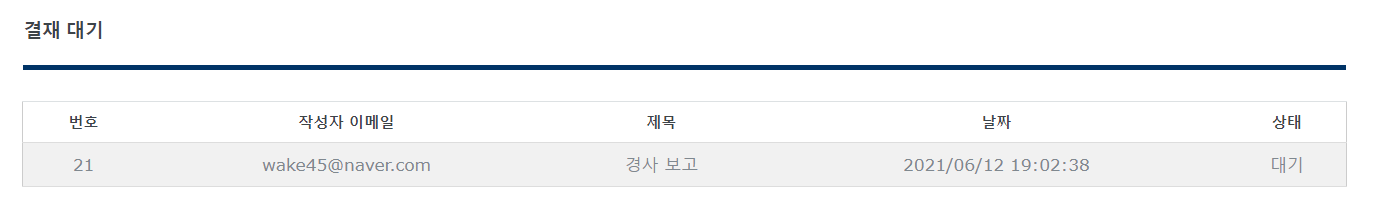 결재 대기
번호 작성자 이메일 제목 날짜 상태
21 wake45@naver.com 경사 보고 2021/06/12 19:02:38 대기